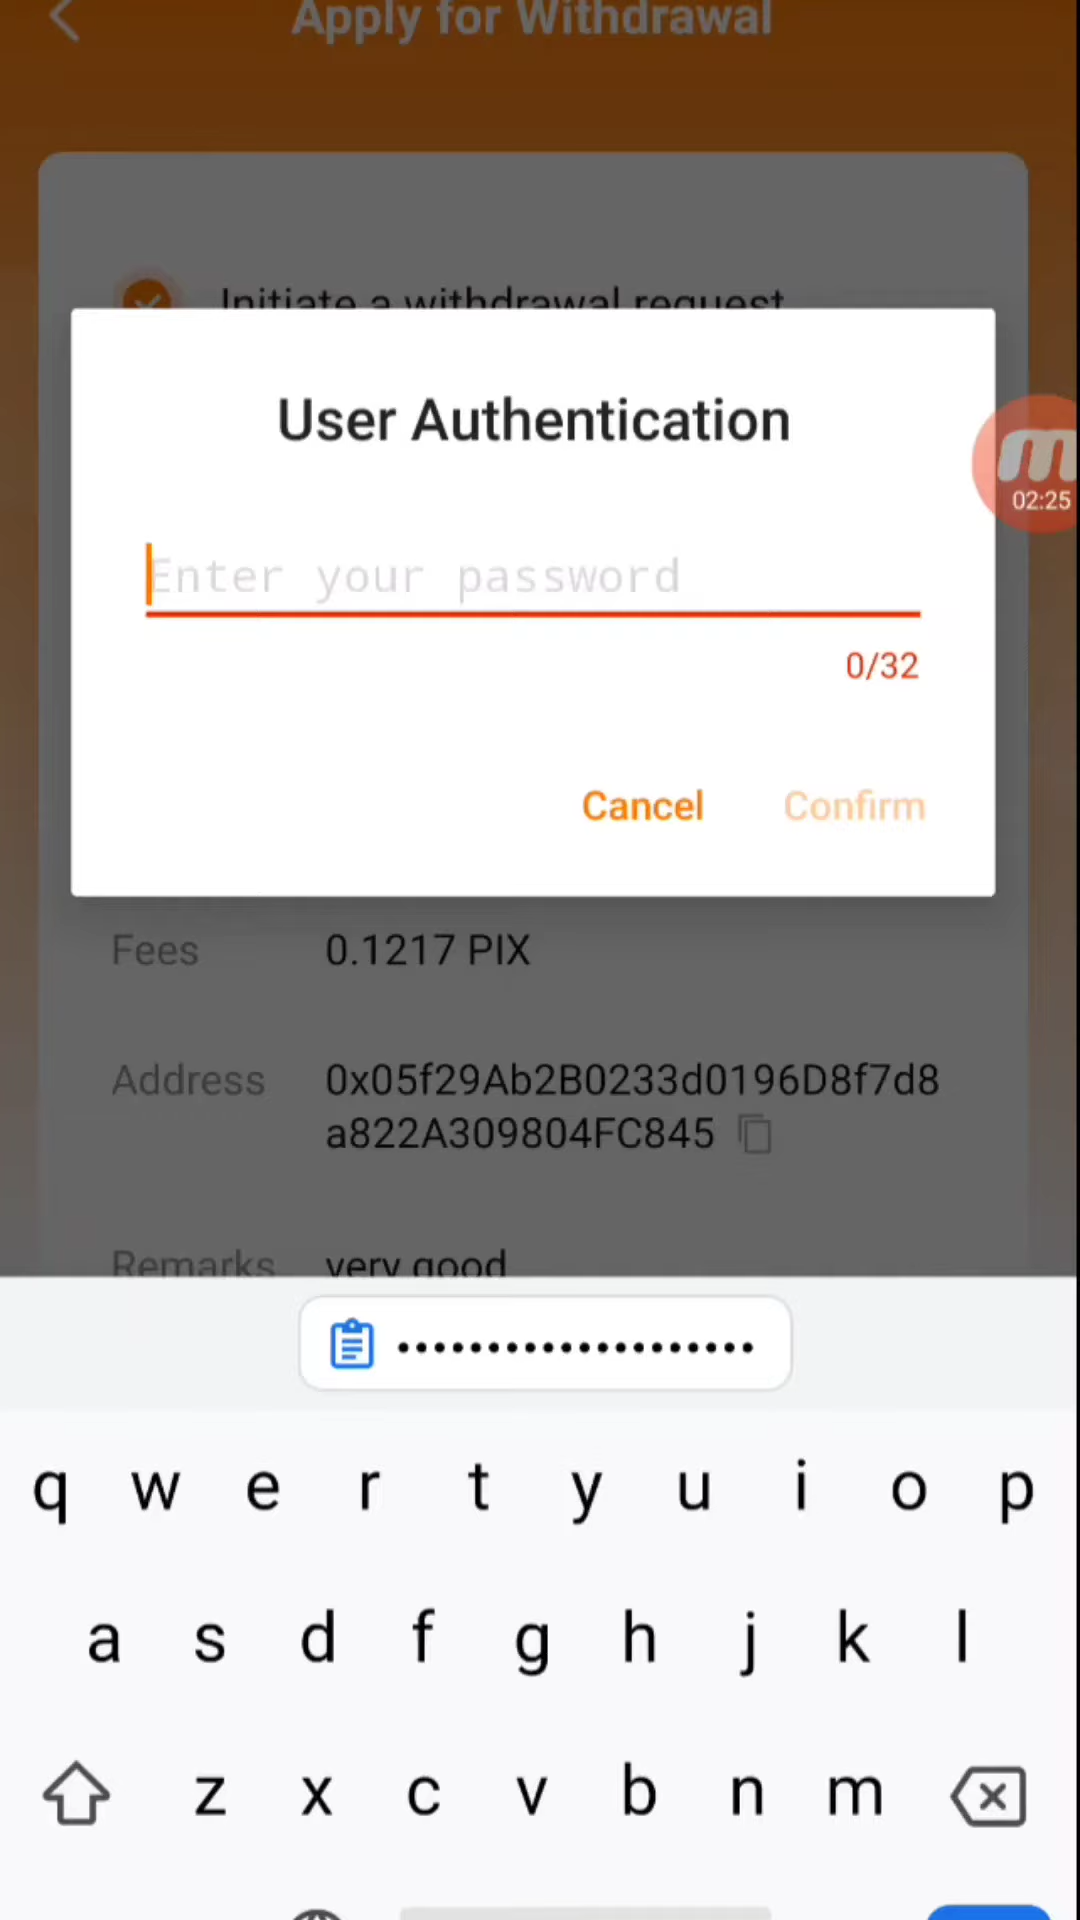 Apply for Withdrawal
Initiate a withdrawal request
User Authentication
m
02:25
Enter your password
0/32
Cancel Confirm
Fees 0.1217 PIX
Address 0x05f29Ab2B0233d0196D8f7d8
a822A309804FC845
Remarks very good
••••••••••••••••••••
q w e r t y u i o p
a s d f g h j k l
z x c v b n m